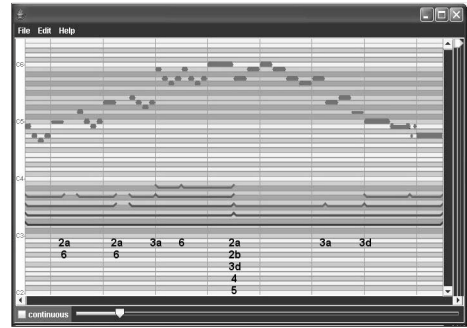 File Edit Help
C6
C5
C4
C3
2a 2a 3a 6 2a 3a 3d
6 6 2b
3d
4
C2 5
continuous